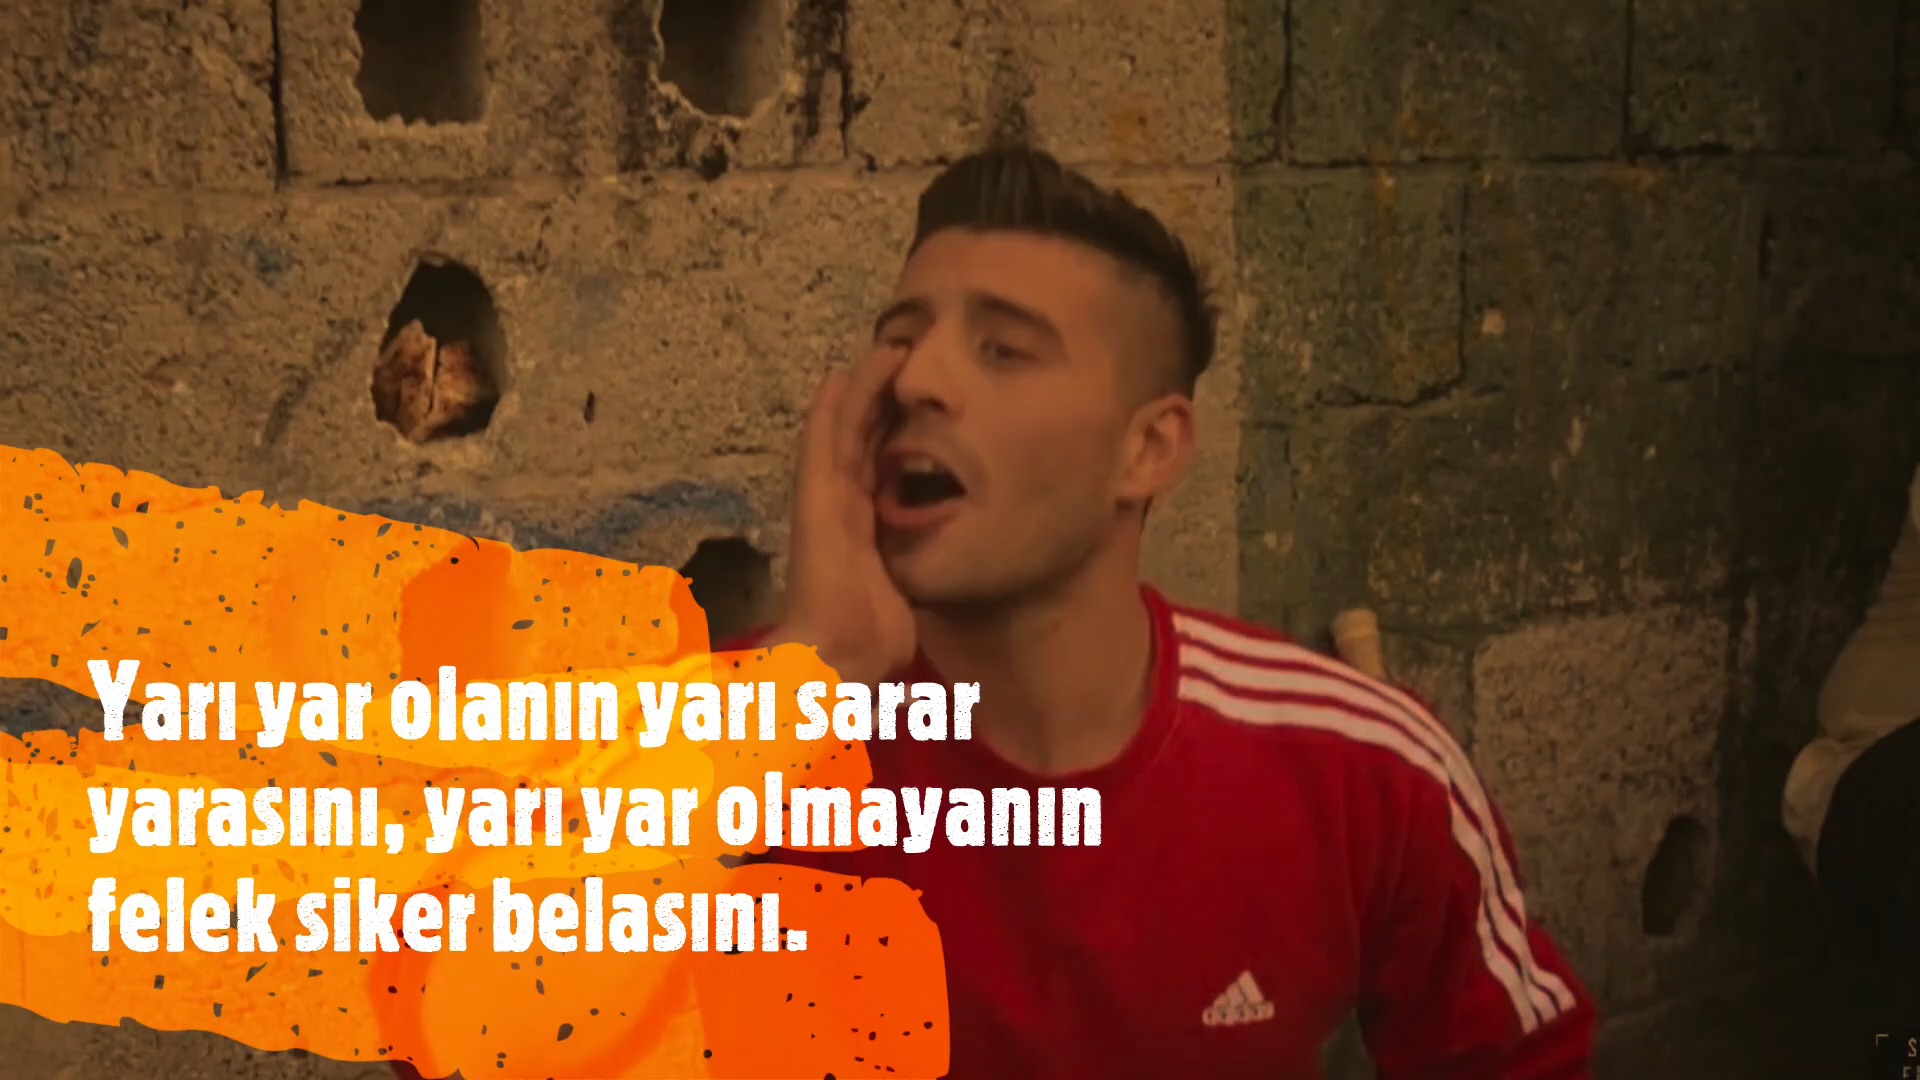 Yarı yar olanın yarı sarar
yarasını, yarı yar olmayanın
felek siker belasını.